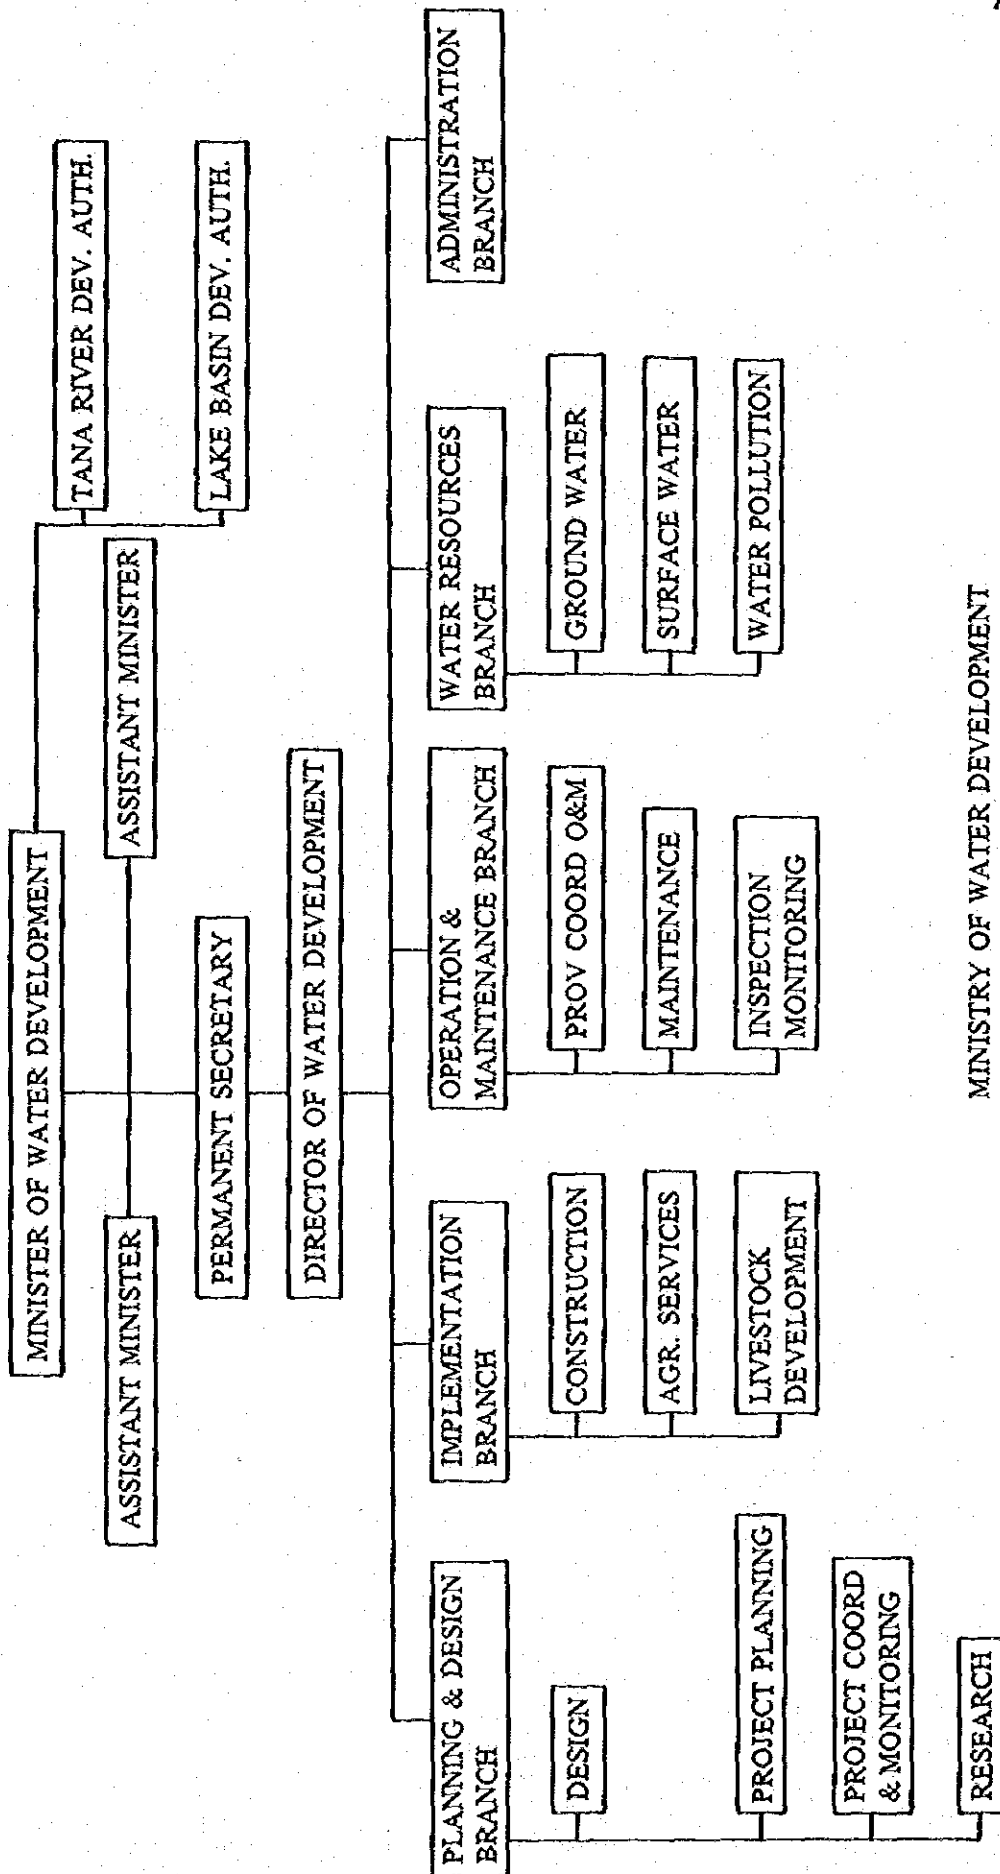 MINISTER OF WATER DEVELOPMENT
TANA RIVER DEV. AUTH.
ASSISTANT MINISTER
ASSISTANT MINISTER
LAKE BASIN DEV. AUTH.
PERMANENT SECRETARY
DIRECTOR OF WATER DEVELOPMENT
PLANNING & DESIGN
BRANCH
DESIGN
PROJECT PLANNING
PROJECT COORD
& MONITORING
RESEARCH
IMPLEMENTATION
BRANCH
CONSTRUCTION
AGR. SERVICES
LIVESTOCK
DEVELOPMENT
OPERATION &
MAINTENANCE BRANCH
PROV COORD O&M
MAINTENANCE
INSPECTION
MONITORING
WATER RESOURCES
BRANCH
GROUND WATER
SURFACE WATER
WATER POLLUTION
ADMINISTRATION
BRANCH
MINISTRY OF WATER DEVELOPMENT